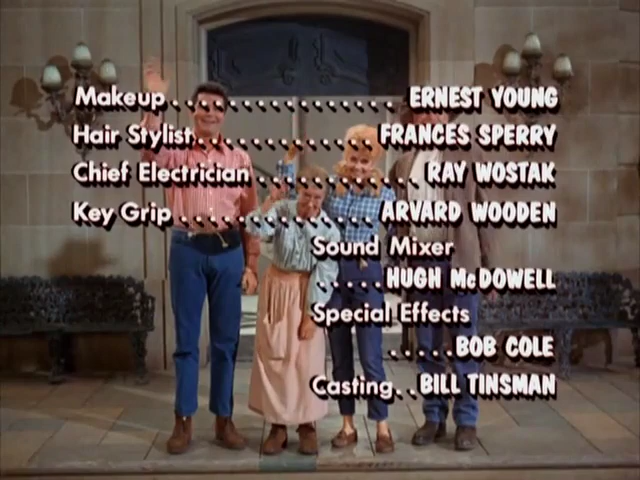 Makeup.............. ERNEST YOUNG
Hair Stylist............ FRANCES SPERRY
Chief Electrician......... RAY WOSTAK
Key Grip............. ARVARD WOODEN
Sound Mixer
.....HUGH McDOWELL
Special Effects
.....BOB COLE
Casting..BILL TINSMAN